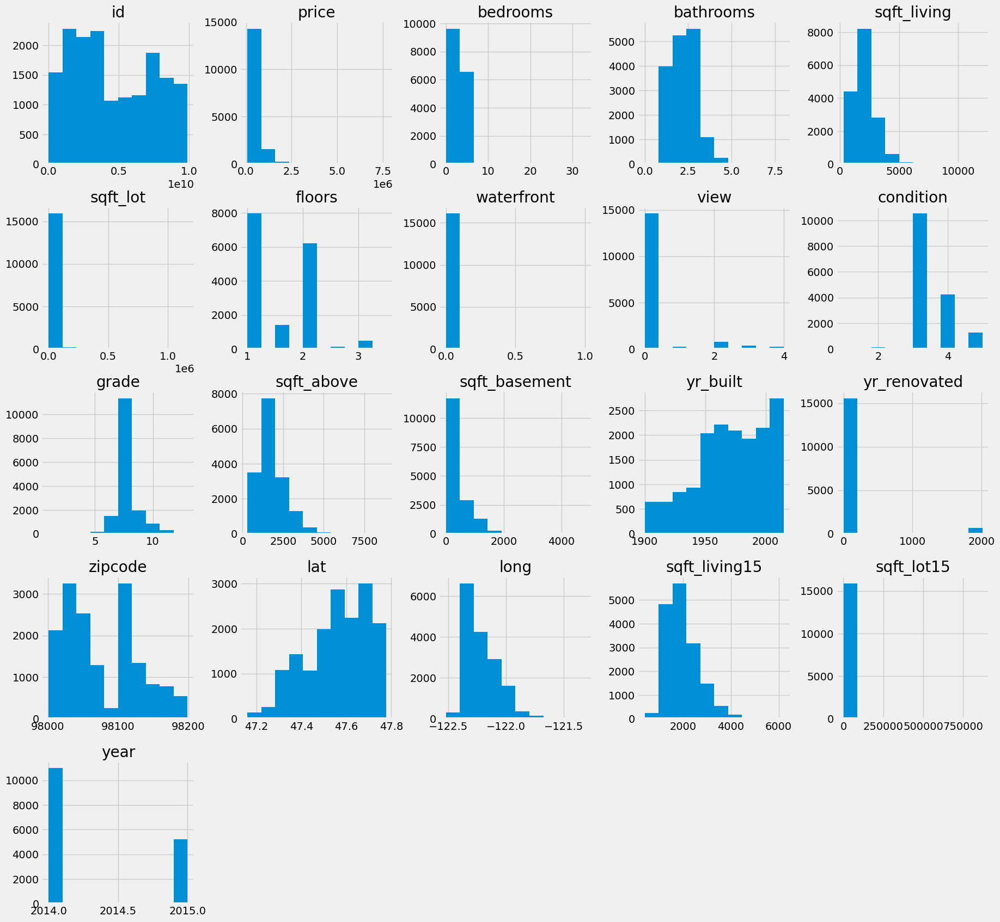 id
2000
1500
1000
500
0
0.0 0.5 1.0
1e10
price
15000
10000
5000
0
0.0 2.5 5.0 7.5
1e6
bedrooms
10000
8000
6000
4000
2000
0
0 10 20 30
bathrooms
5000
4000
3000
2000
1000
0
0.0 2.5 5.0 7.5
sqft_living
8000
6000
4000
2000
0
0 5000 10000
sqft_lot
15000
10000
5000
0
0.0 0.5 1.0
1e6
floors
8000
6000
4000
2000
0
1 2 3
waterfront
15000
10000
5000
0
0.0 0.5 1.0
view
15000
10000
5000
0
0 2 4
condition
10000
8000
6000
4000
2000
0
2 4
grade
10000
8000
6000
4000
2000
0
5 10
sqft_above
8000
6000
4000
2000
0
0 2500 5000 7500
sqft_basement
10000
7500
5000
2500
0
0 2000 4000
yr_built
2500
2000
1500
1000
500
0
1900 1950 2000
yr_renovated
15000
10000
5000
0
0 1000 2000
zipcode
3000
2000
1000
0
98000 98100 98200
lat
3000
2000
1000
0
47.2 47.4 47.6 47.8
long
6000
4000
2000
0
−122.5 −122.0 −121.5
sqft_living15
5000
4000
3000
2000
1000
0
2000 4000 6000
sqft_lot15
15000
10000
5000
0
0 250000 500000 750000
year
10000
8000
6000
4000
2000
0
2014.0 2014.5 2015.0